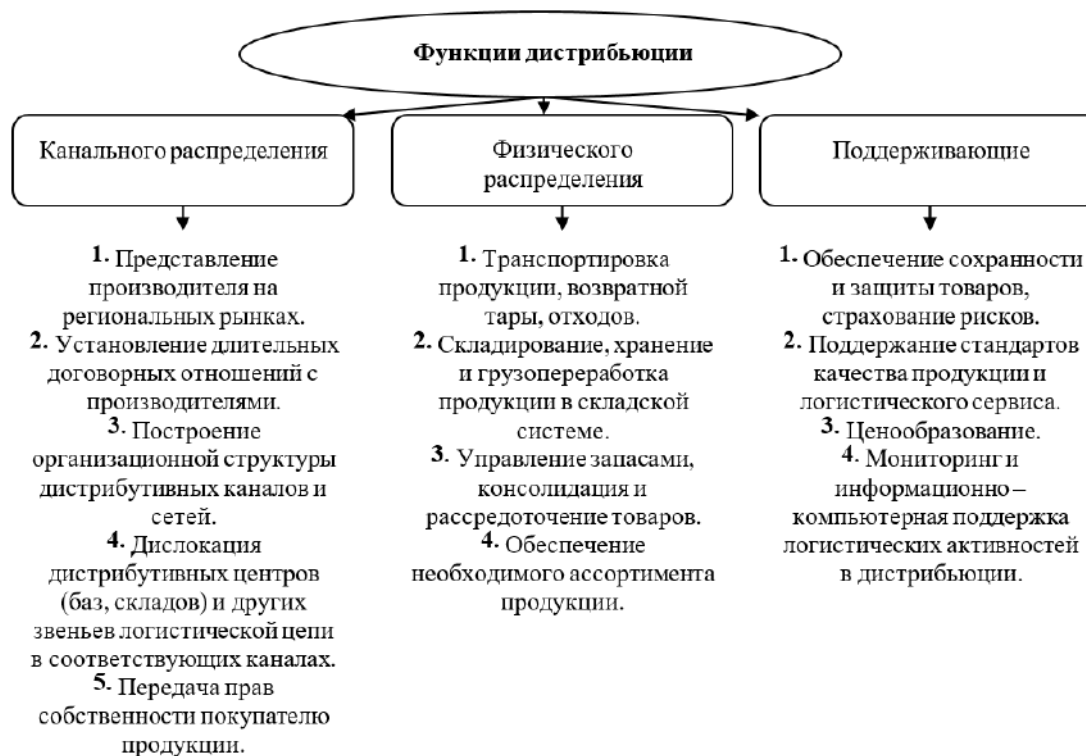 Функции дистрибьюции
Канального распределения
Физического
распределения
Поддерживающие
1. Представление
производителя на
региональных рынках.
2. Установление длительных
договорных отношений с
производителями.
3. Построение
организационной структуры
дистрибутивных каналов и
сетей.
4. Дислокация
дистрибутивных центров
(баз, складов) и других
звеньев логистической цепи
в соответствующих каналах.
5. Передача прав
собственности покупателю
продукции.
1. Транспортировка
продукции, возвратной
тары, отходов.
2. Складирование, хранение
и грузопереработка
продукции в складской
системе.
3. Управление запасами,
консолидация и
рассредоточение товаров.
4. Обеспечение
необходимого ассортимента
продукции.
1. Обеспечение сохранности
и защиты товаров,
страхование рисков.
2. Поддержание стандартов
качества продукции и
логистического сервиса.
3. Ценообразование.
4. Мониторинг и
информационно –
компьютерная поддержка
логистических активностей
в дистрибьюции.